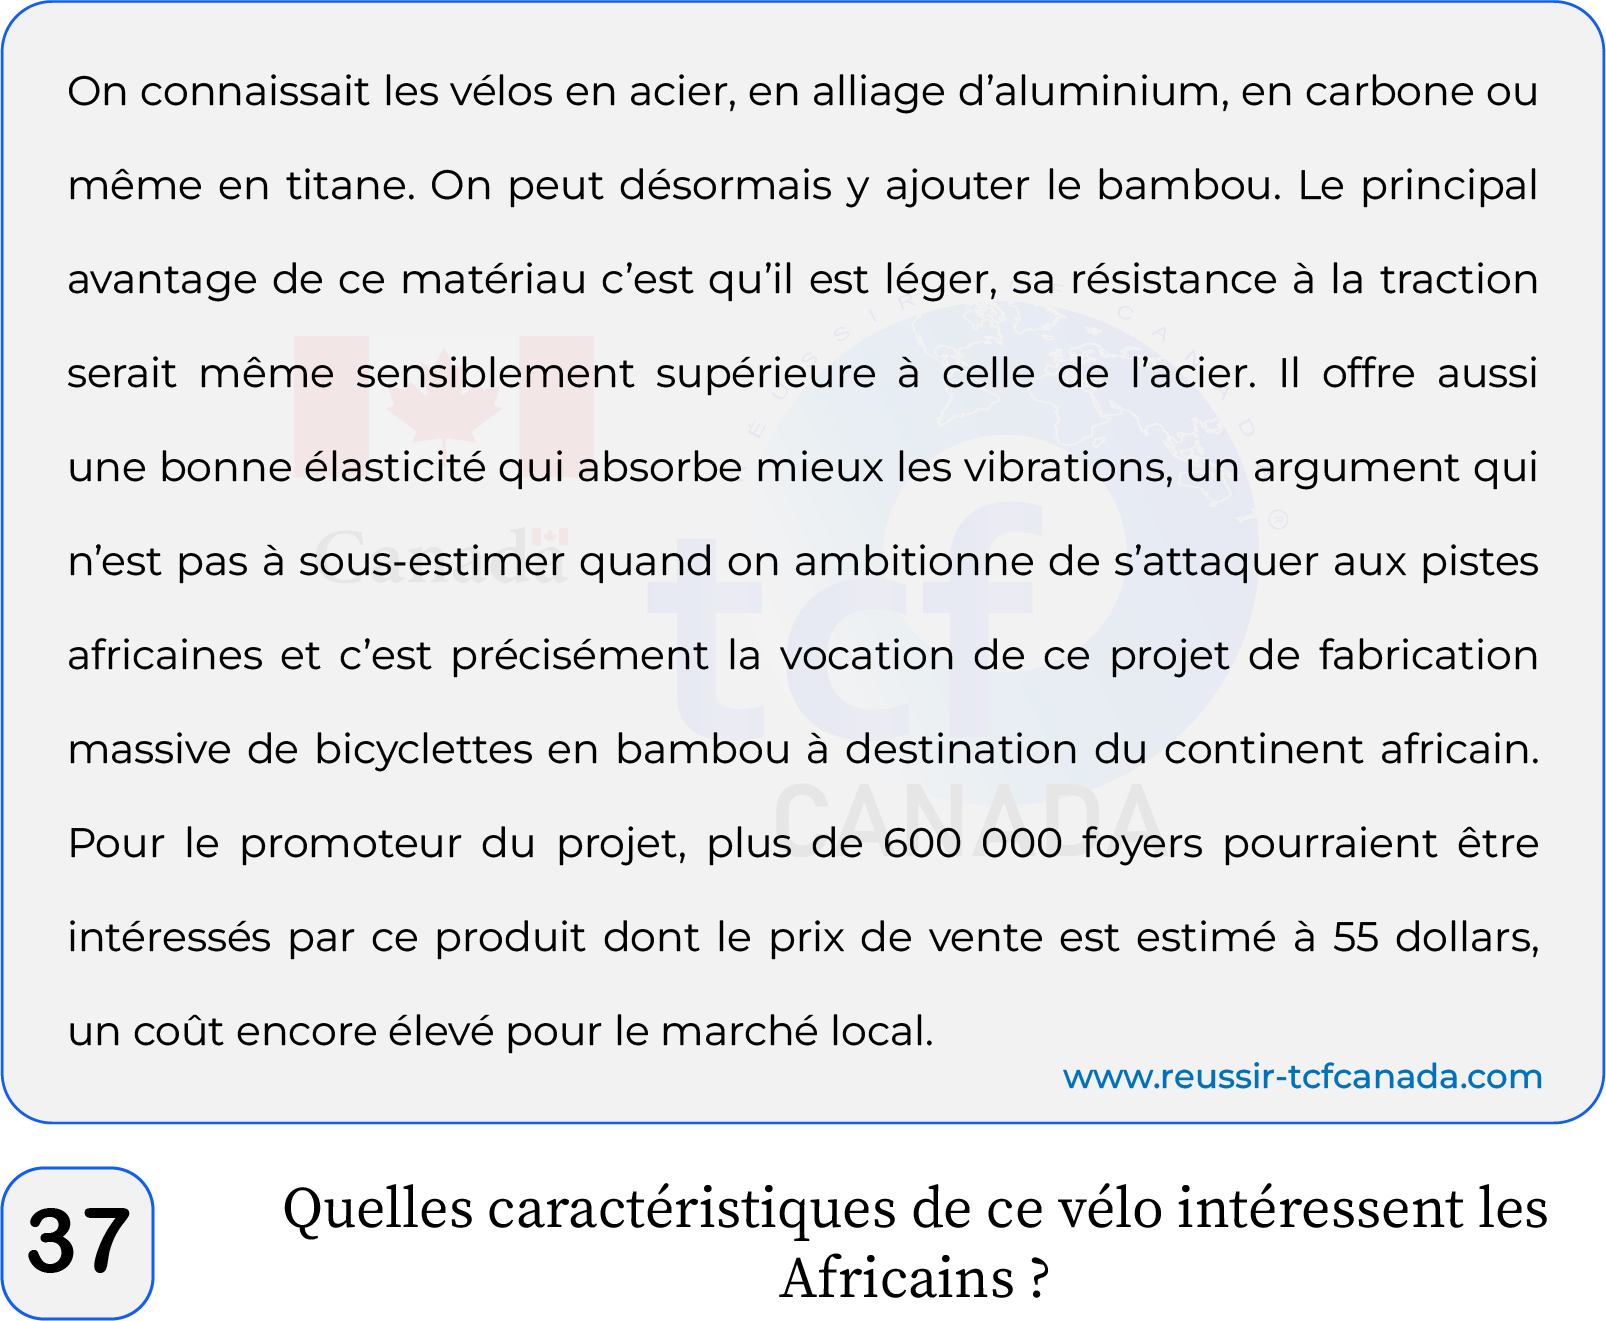 On connaissait les vélos en acier, en alliage d’aluminium, en carbone ou
même en titane. On peut désormais y ajouter le bambou. Le principal
avantage de ce matériau c’est qu’il est léger, sa résistance à la traction
serait même sensiblement supérieure à celle de l’acier. Il offre aussi
une bonne élasticité qui absorbe mieux les vibrations, un argument qui
n’est pas à sous-estimer quand on ambitionne de s’attaquer aux pistes
africaines et c’est précisément la vocation de ce projet de fabrication
massive de bicyclettes en bambou à destination du continent africain.
Pour le promoteur du projet, plus de 600 000 foyers pourraient être
intéressés par ce produit dont le prix de vente est estimé à 55 dollars,
un coût encore élevé pour le marché local.
www.reussir-tcfcanada.com
RÉUSSIR TCF CANADA
®
Canada
tcf
CANADA
37
Quelles caractéristiques de ce vélo intéressent les
Africains ?